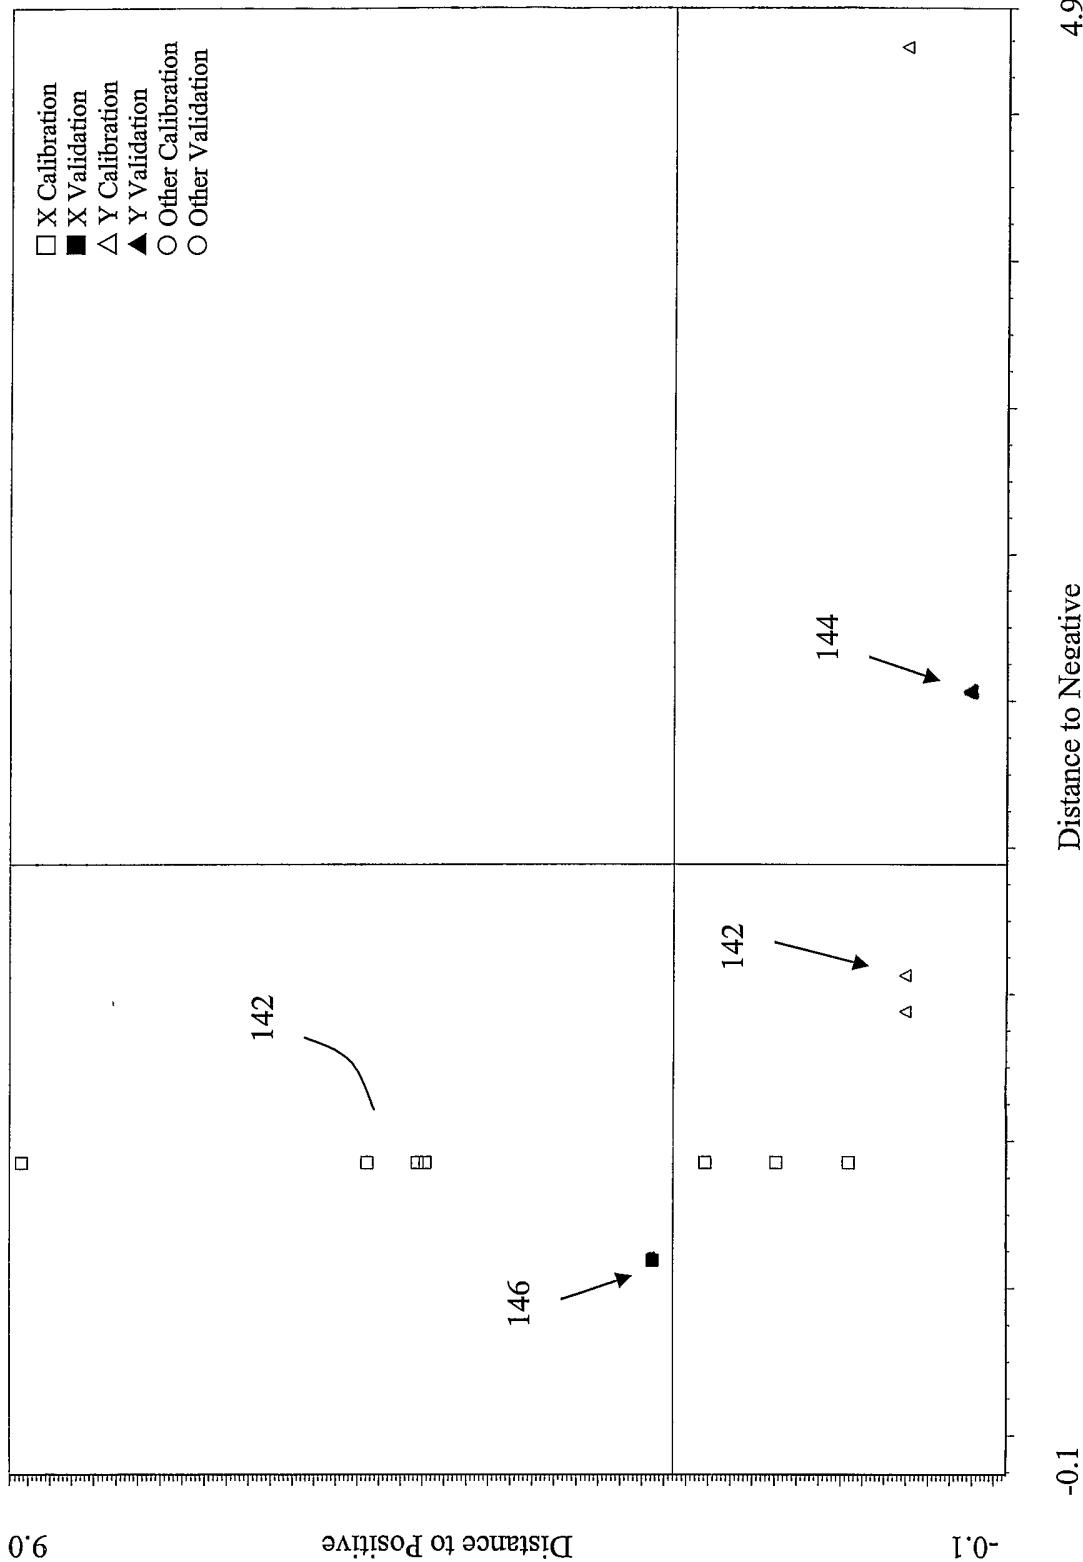 9.0
Distance to Positive
-0.1
X Calibration
X Validation
Y Calibration
Y Validation
Other Calibration
Other Validation
142
146
142
144
-0.1
Distance to Negative
4.9